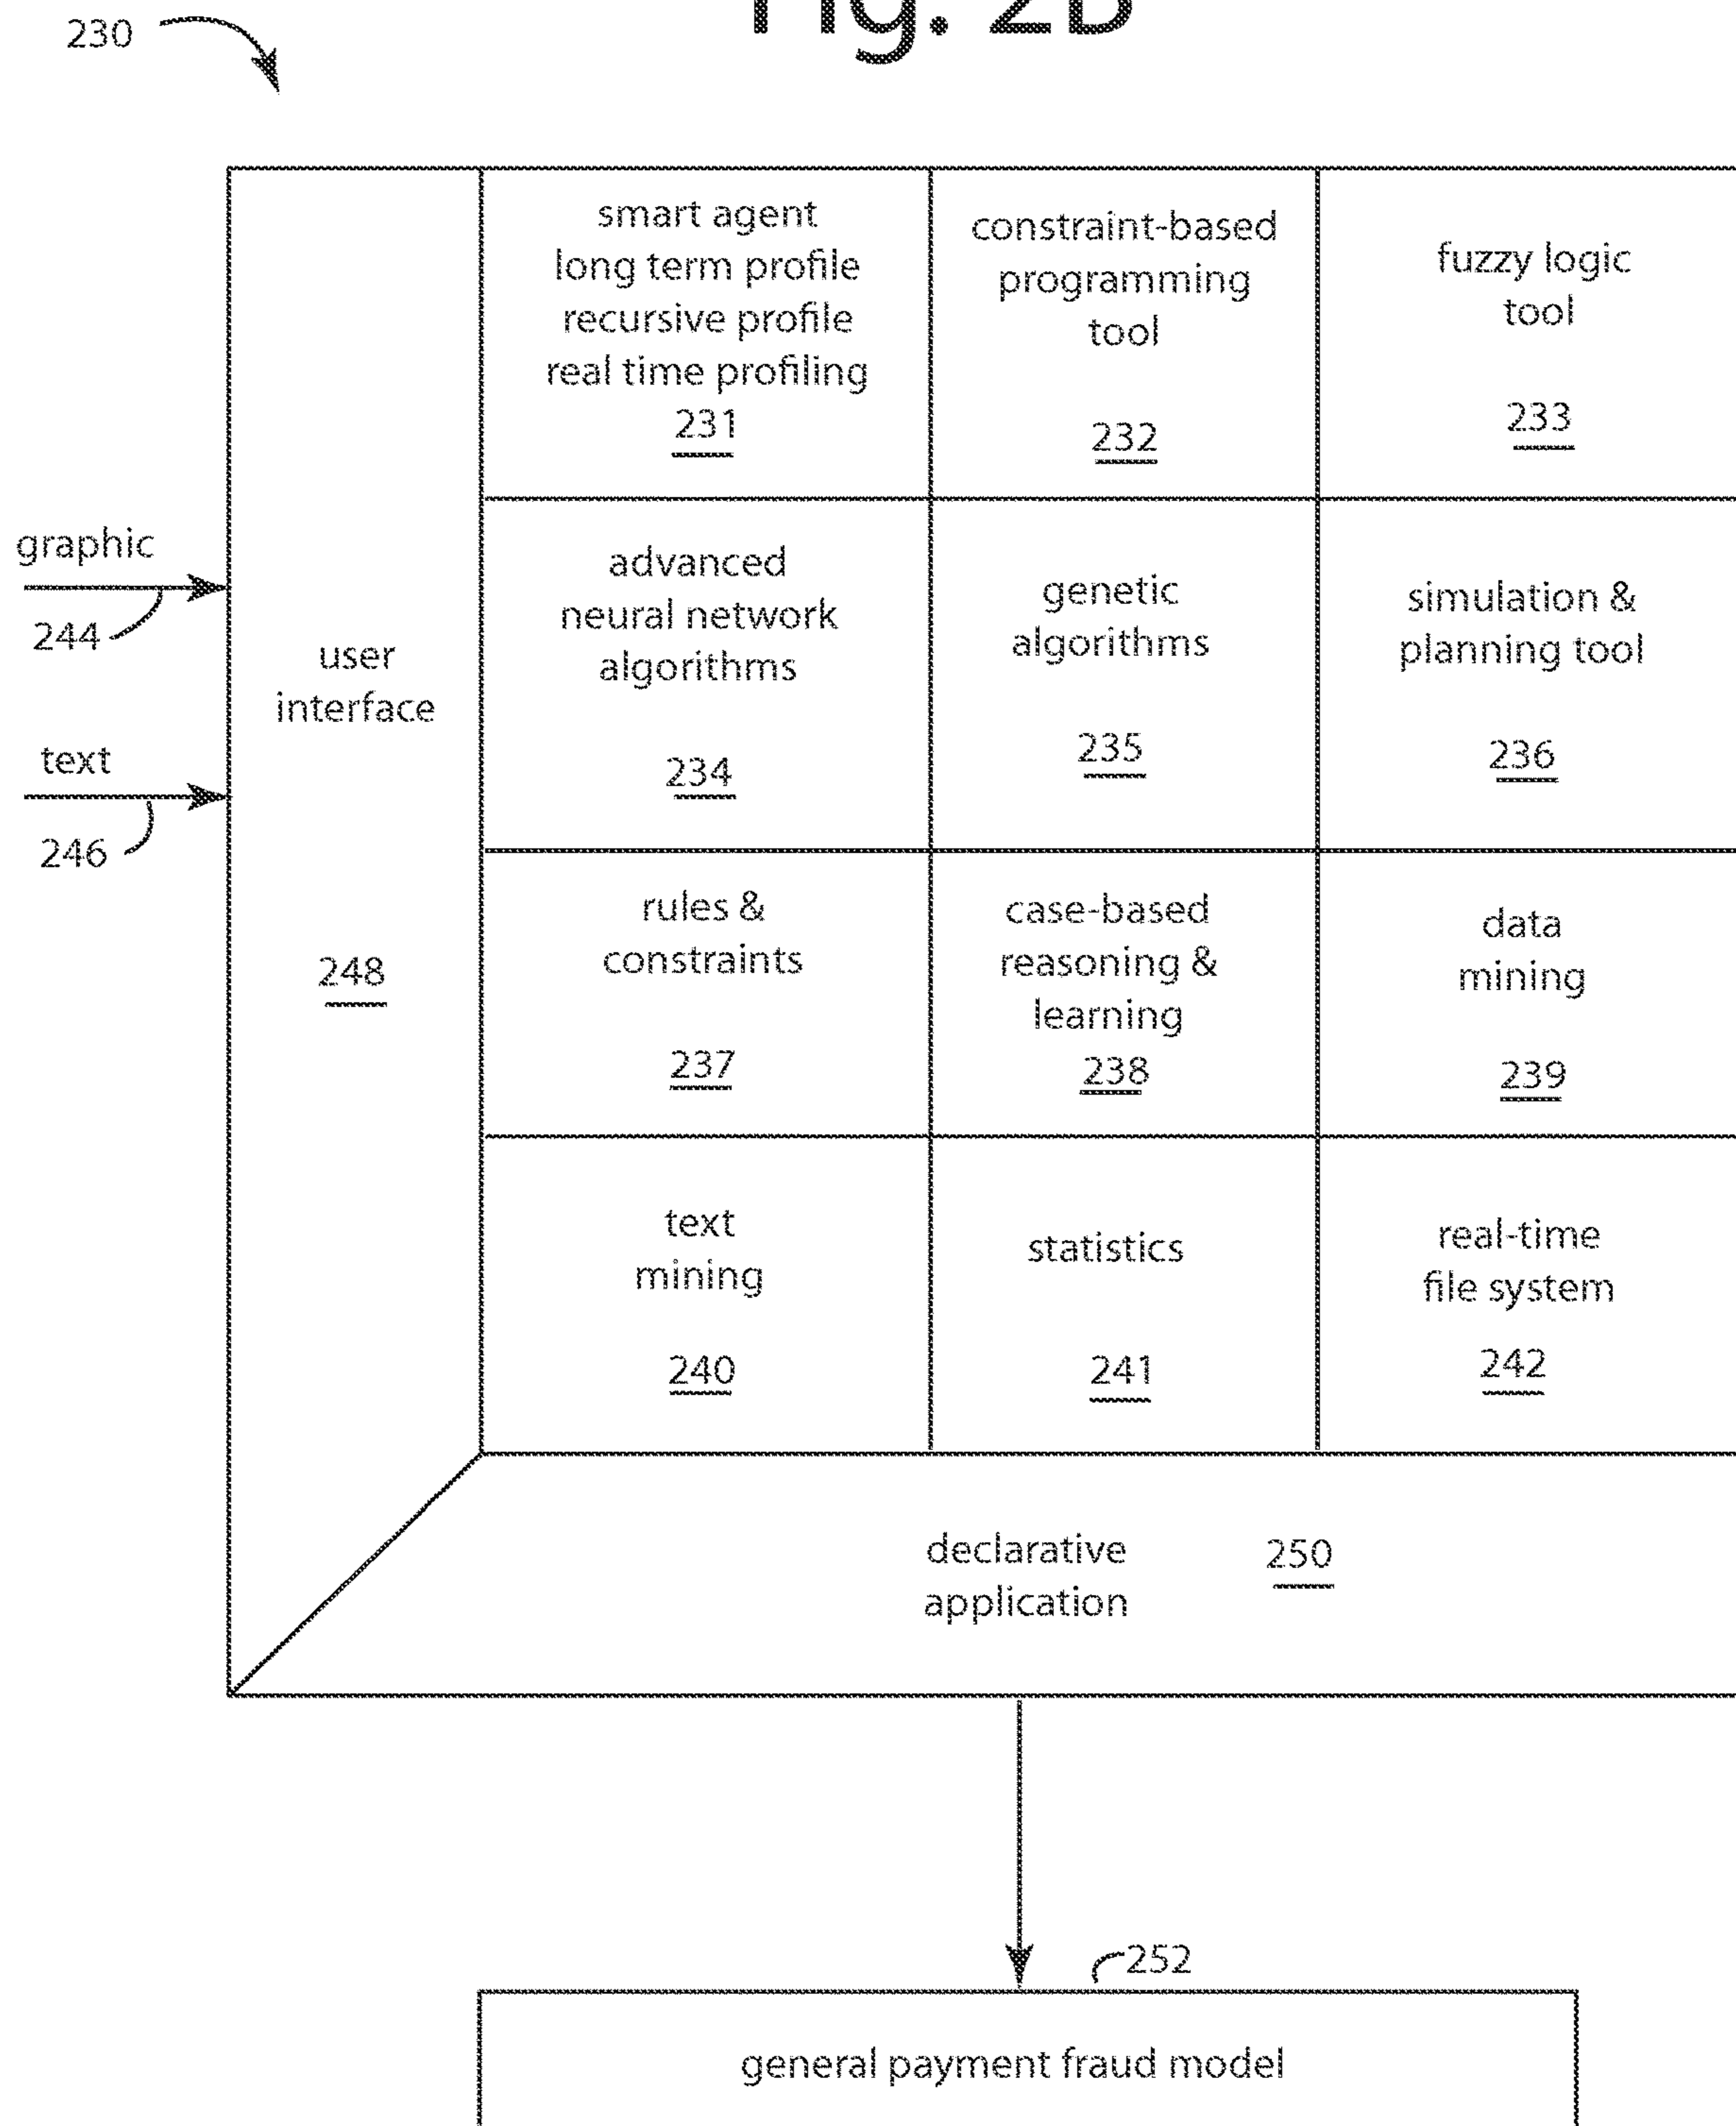 Fig. 2B
230
smart agent
long term profile
recursive profile
real time profiling
231
constraint-based
programming
tool
232
fuzzy logic
tool
233
graphic
244
text
246
user
interface
248
advanced
neural network
algorithms
234
genetic
algorithms
235
simulation &
planning tool
236
rules &
constraints
237
case-based
reasoning &
learning
238
data
mining
239
text
mining
240
statistics
241
real-time
file system
242
declarative
application
250
252
general payment fraud model